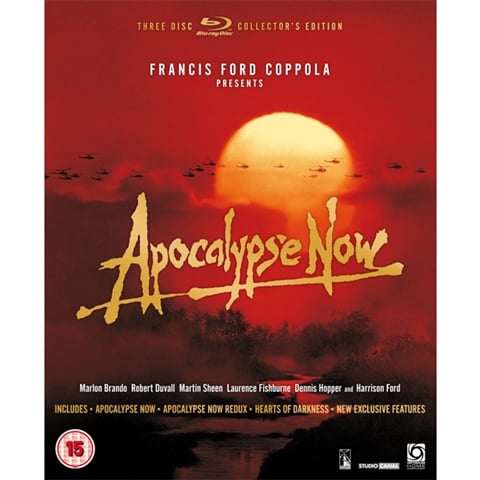 THREE DISC Blu-ray Disc COLLECTOR'S EDITION
FRANCIS FORD COPPOLA
PRESENTS
Apocalypse Now
Marlon Brando Robert Duvall Martin Sheen Laurence Fishburne Dennis Hopper and Harrison Ford
INCLUDES • APOCALYPSE NOW • APOCALYPSE NOW REDUX • HEARTS OF DARKNESS • NEW EXCLUSIVE FEATURES
15
STUDIO CANAL